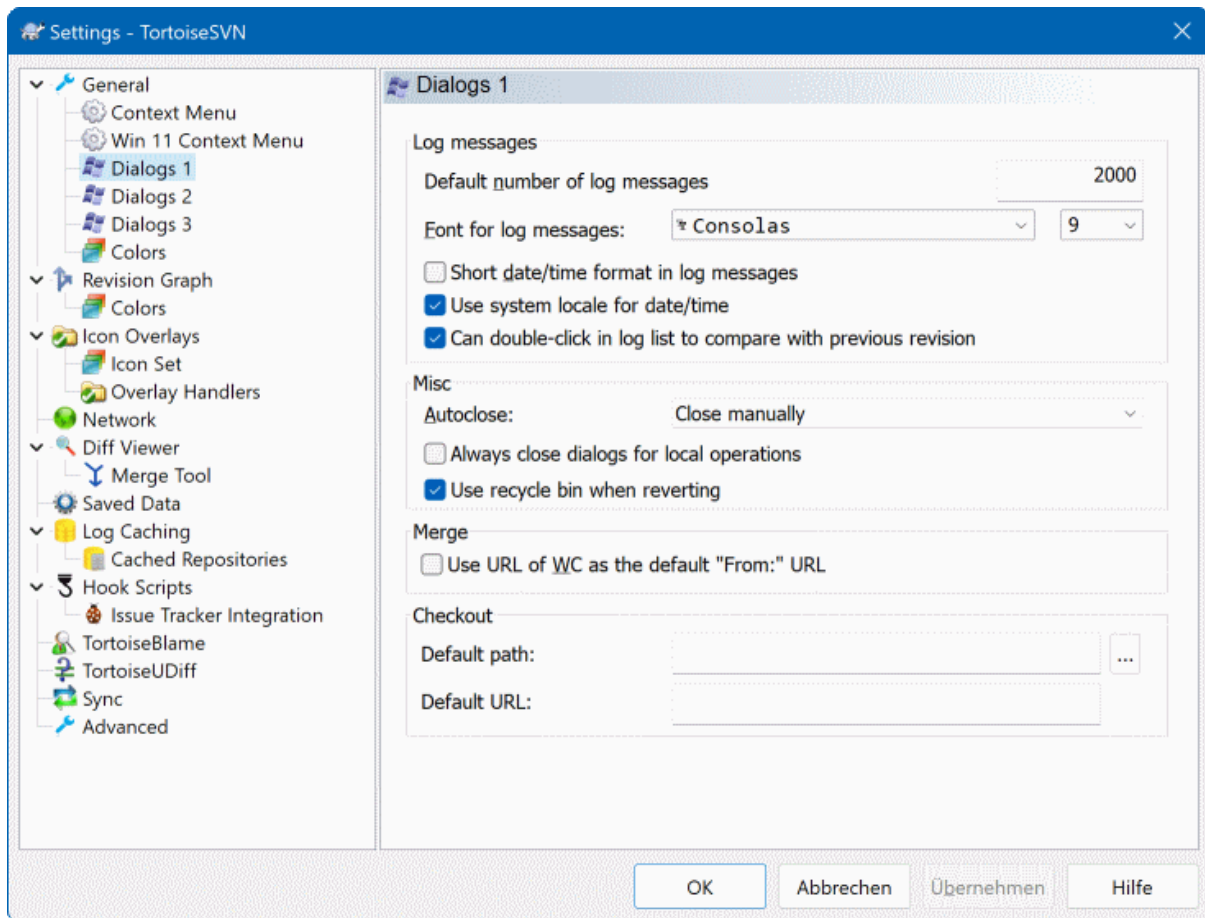 Settings - TortoiseSVN
General
Context Menu
Win 11 Context Menu
Dialogs 1
Dialogs 2
Dialogs 3
Colors
Revision Graph
Colors
Icon Overlays
Icon Set
Overlay Handlers
Network
Diff Viewer
Merge Tool
Saved Data
Log Caching
Cached Repositories
Hook Scripts
Issue Tracker Integration
TortoiseBlame
TortoiseUDiff
Sync
Advanced
Dialogs 1
Log messages
Default number of log messages 2000
Font for log messages: Consolas 9
Short date/time format in log messages
Use system locale for date/time
Can double-click in log list to compare with previous revision
Misc
Autoclose: Close manually
Always close dialogs for local operations
Use recycle bin when reverting
Merge
Use URL of WC as the default "From:" URL
Checkout
Default path: ...
Default URL:
OK Abbrechen Übernehmen Hilfe